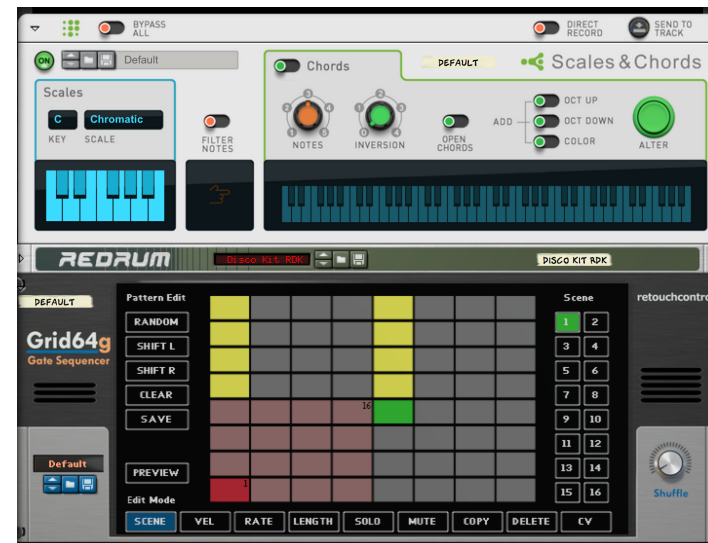 BYPASS ALL
DIRECT RECORD
SEND TO TRACK
ON
Default
Chords
DEFAULT
Scales & Chords
Scales
C
Chromatic
KEY
SCALE
FILTER NOTES
NOTES
INVERSION
OPEN CHORDS
ADD
OCT UP
OCT DOWN
COLOR
ALTER
REDRUM
Disco Kit RDK
DISCO KIT RDK
DEFAULT
Grid64g
Gate Sequencer
Default
Pattern Edit
RANDOM
SHIFT L
SHIFT R
CLEAR
SAVE
PREVIEW
Edit Mode
16
1
Scene
1 2
3 4
5 6
7 8
9 10
11 12
13 14
15 16
retouchcontro
Shuffle
SCENE VEL RATE LENGTH SOLO MUTE COPY DELETE CV